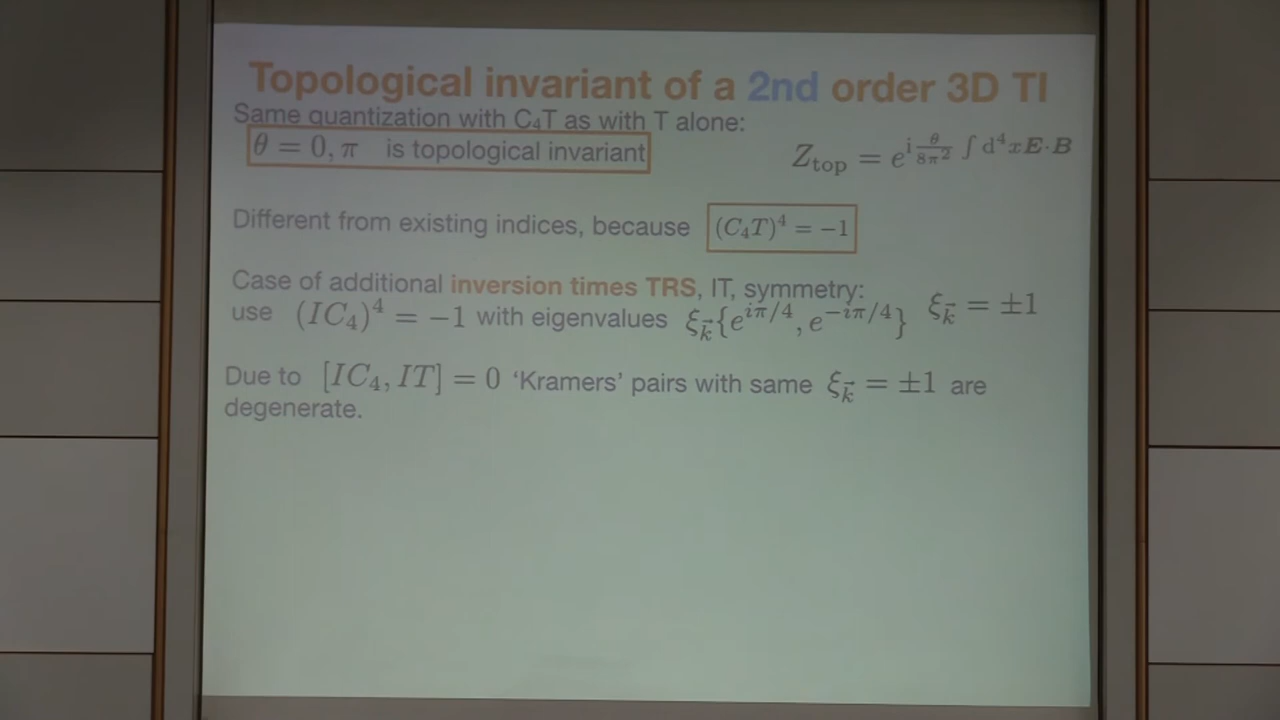 Topological invariant of a 2nd order 3D TI
Same quantization with C₄T as with T alone:
θ = 0, π is topological invariant
Z_top = e^{i θ/8π² ∫ d⁴x E·B}
Different from existing indices, because (C₄T)⁴ = −1
Case of additional inversion times TRS, IT, symmetry:
use (IC₄)⁴ = −1 with eigenvalues ξ_k⃗{e^{iπ/4}, e^{−iπ/4}} ξ_k⃗ = ±1
Due to [IC₄, IT] = 0 ‘Kramers’ pairs with same ξ_k⃗ = ±1 are
degenerate.